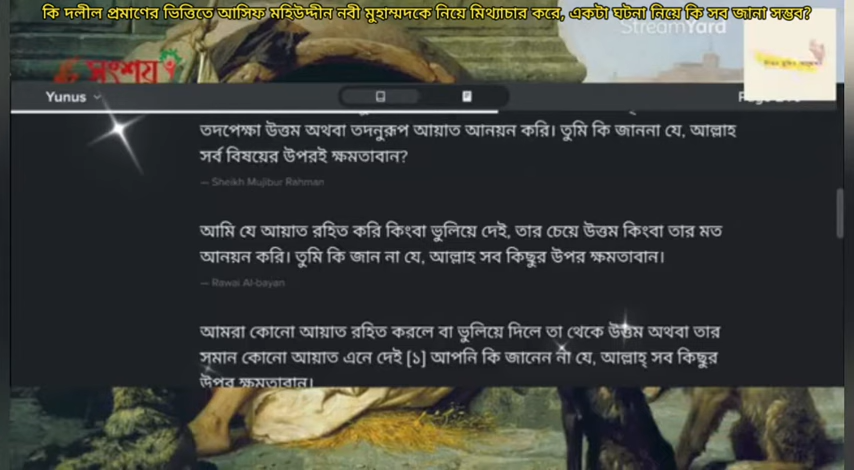 কি দলীল প্রমাণের ভিত্তিতে আসিফ মহিউদ্দীন নবী মুহাম্মদকে নিয়ে মিথ্যাচার করে, একটা ঘটনা নিয়ে কি সব জানা সম্ভব?
StreamYard
সংশয়
Yunus
তদপেক্ষা উত্তম অথবা তদনুরূপ আয়াত আনয়ন করি। তুমি কি জাননা যে, আল্লাহ
সর্ব বিষয়ের উপরই ক্ষমতাবান?
— Sheikh Mujibur Rahman
আমি যে আয়াত রহিত করি কিংবা ভুলিয়ে দেই, তার চেয়ে উত্তম কিংবা তার মত
আনয়ন করি। তুমি কি জান না যে, আল্লাহ সব কিছুর উপর ক্ষমতাবান।
— Rawai Al-bayan
আমরা কোনো আয়াত রহিত করলে বা ভুলিয়ে দিলে তা থেকে উত্তম অথবা তার
সমান কোনো আয়াত এনে দেই [১] আপনি কি জানেন না যে, আল্লাহ্ সব কিছুর
উপর ক্ষমতাবান।